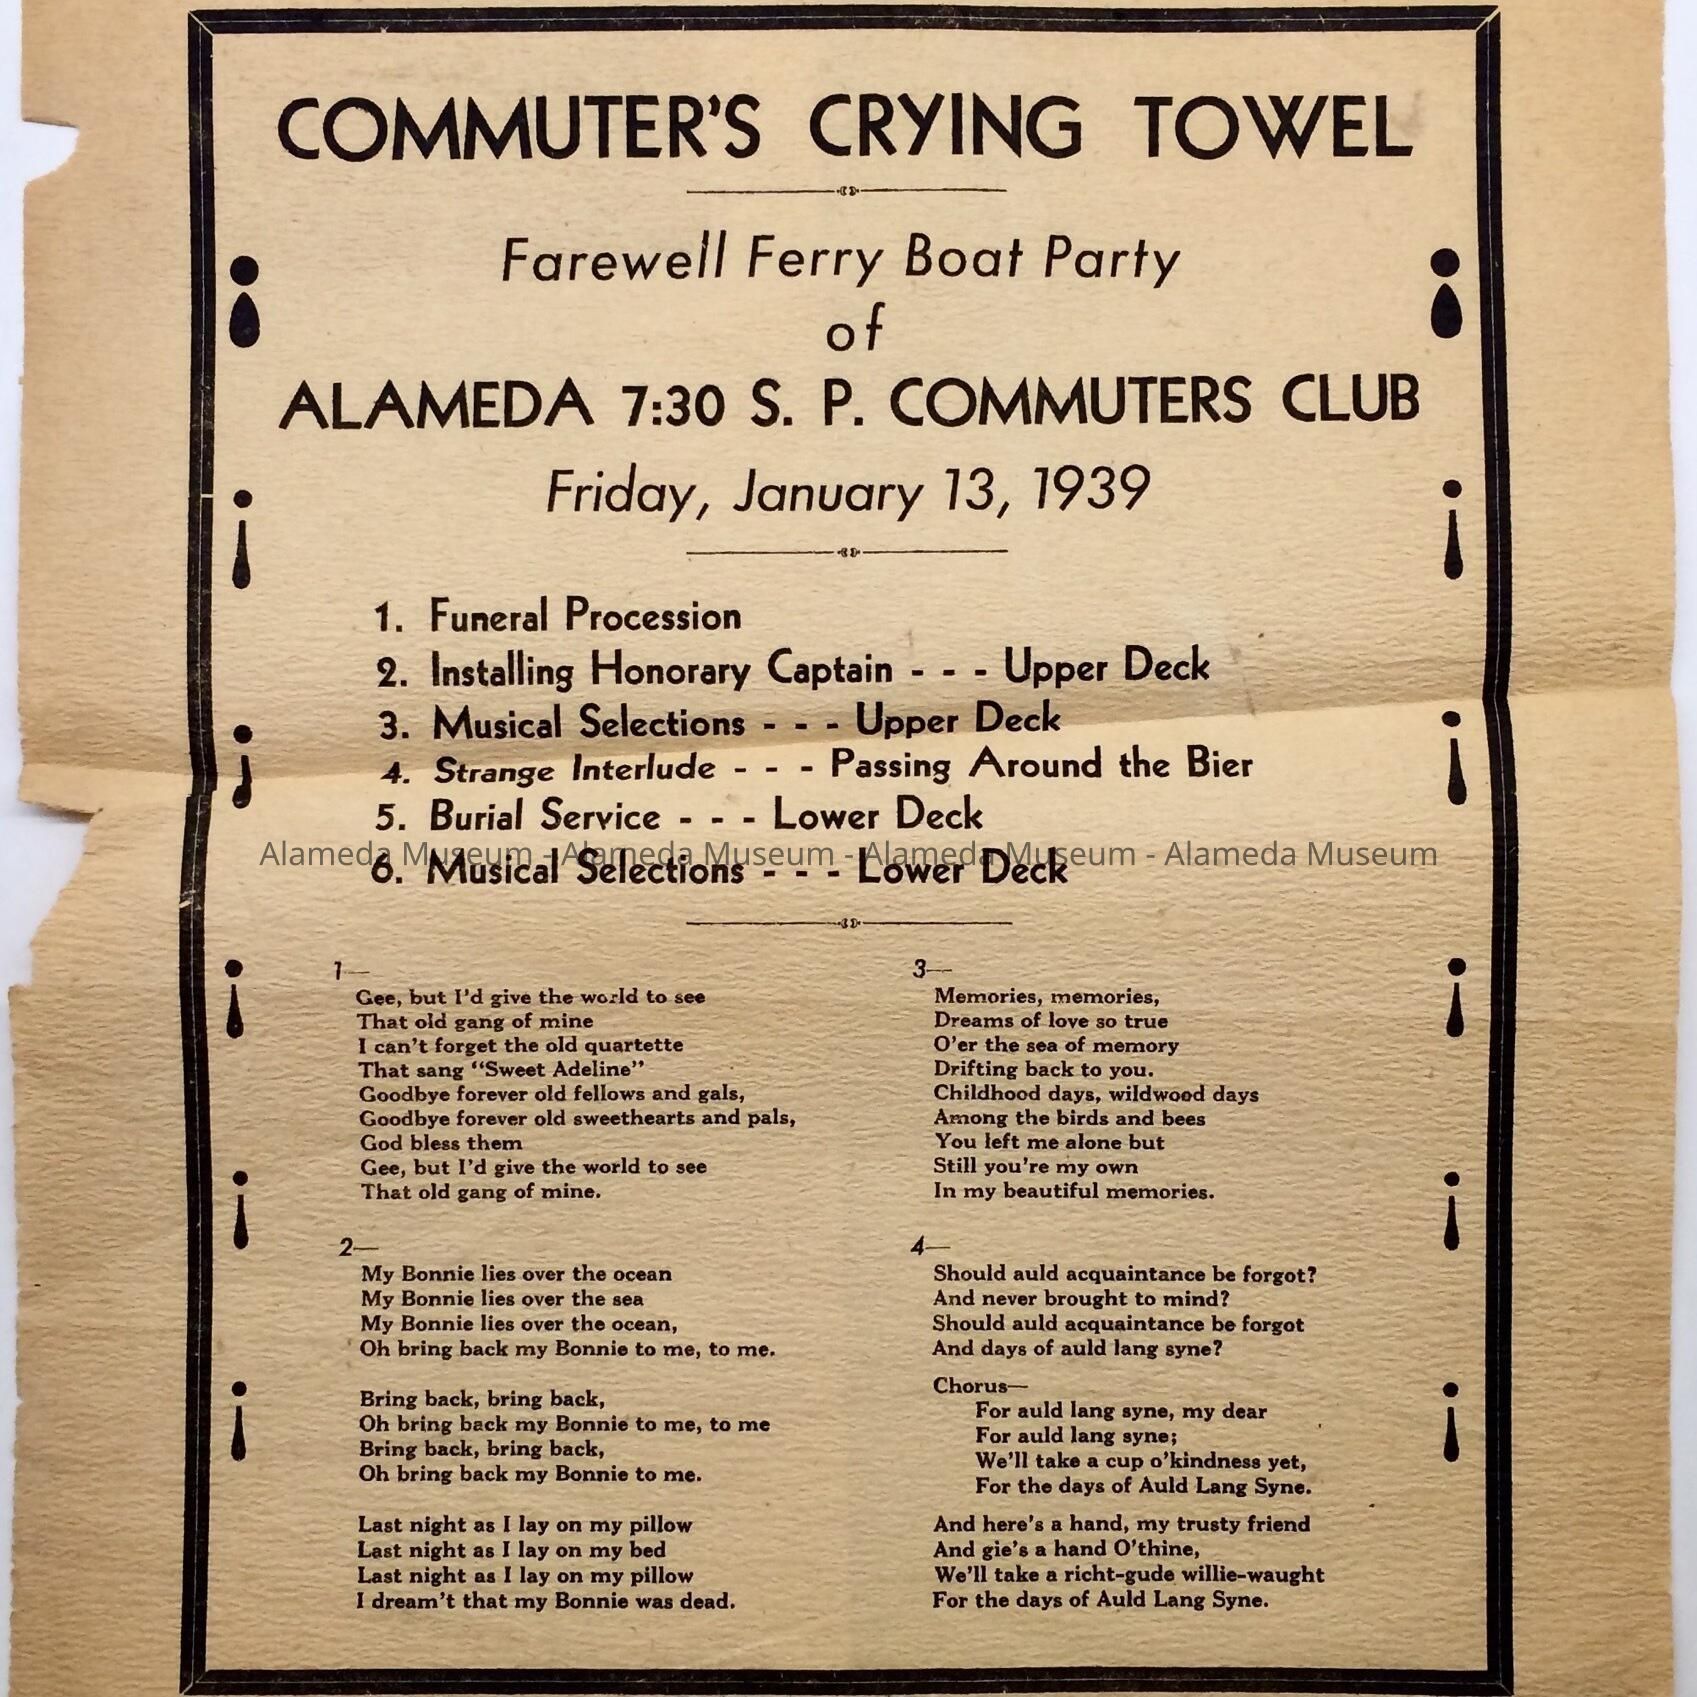 COMMUTER'S CRYING TOWEL
Farewell Ferry Boat Party
of
ALAMEDA 7:30 S. P. COMMUTERS CLUB
Friday, January 13, 1939
1. Funeral Procession
2. Installing Honorary Captain - - - Upper Deck
3. Musical Selections - - - Upper Deck
4. Strange Interlude - - - Passing Around the Bier
5. Burial Service - - - Lower Deck
Alameda Museum - Alameda Museum - Alameda Museum - Alameda Museum
6. Musical Selections - - - Lower Deck
1—
Gee, but I'd give the world to see
That old gang of mine
I can't forget the old quartette
That sang "Sweet Adeline"
Goodbye forever old fellows and gals,
Goodbye forever old sweethearts and pals,
God bless them
Gee, but I'd give the world to see
That old gang of mine.
2—
My Bonnie lies over the ocean
My Bonnie lies over the sea
My Bonnie lies over the ocean,
Oh bring back my Bonnie to me, to me.
Bring back, bring back,
Oh bring back my Bonnie to me, to me
Bring back, bring back,
Oh bring back my Bonnie to me.
Last night as I lay on my pillow
Last night as I lay on my bed
Last night as I lay on my pillow
I dream't that my Bonnie was dead.
3—
Memories, memories,
Dreams of love so true
O'er the sea of memory
Drifting back to you.
Childhood days, wildwood days
Among the birds and bees
You left me alone but
Still you're my own
In my beautiful memories.
4—
Should auld acquaintance be forgot?
And never brought to mind?
Should auld acquaintance be forgot
And days of auld lang syne?
Chorus—
For auld lang syne, my dear
For auld lang syne;
We'll take a cup o'kindness yet,
For the days of Auld Lang Syne.
And here's a hand, my trusty friend
And gie's a hand O'thine,
We'll take a richt-gude willie-waught
For the days of Auld Lang Syne.